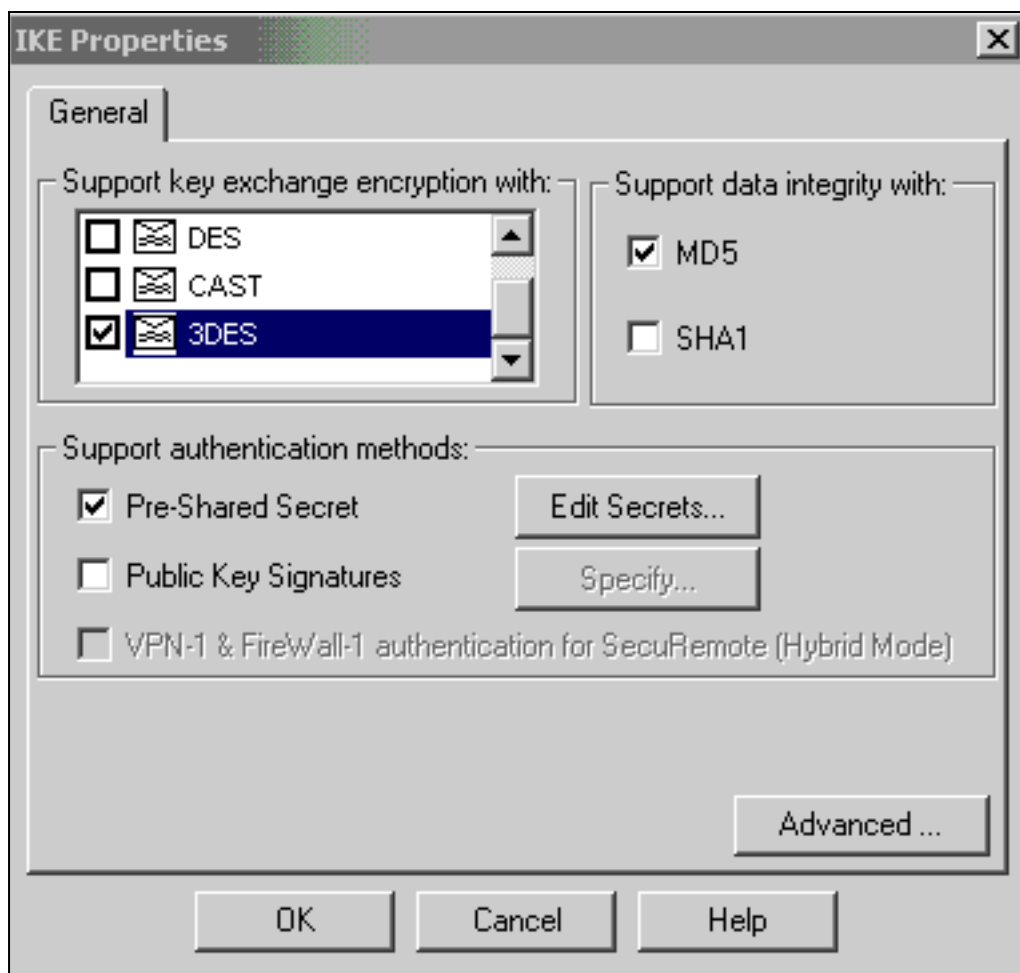 IKE Properties
General
Support key exchange encryption with:
DES
CAST
3DES
Support data integrity with:
MD5
SHA1
Support authentication methods:
Pre-Shared Secret
Edit Secrets...
Public Key Signatures
Specify...
VPN-1 & FireWall-1 authentication for SecuRemote (Hybrid Mode)
Advanced ...
OK
Cancel
Help